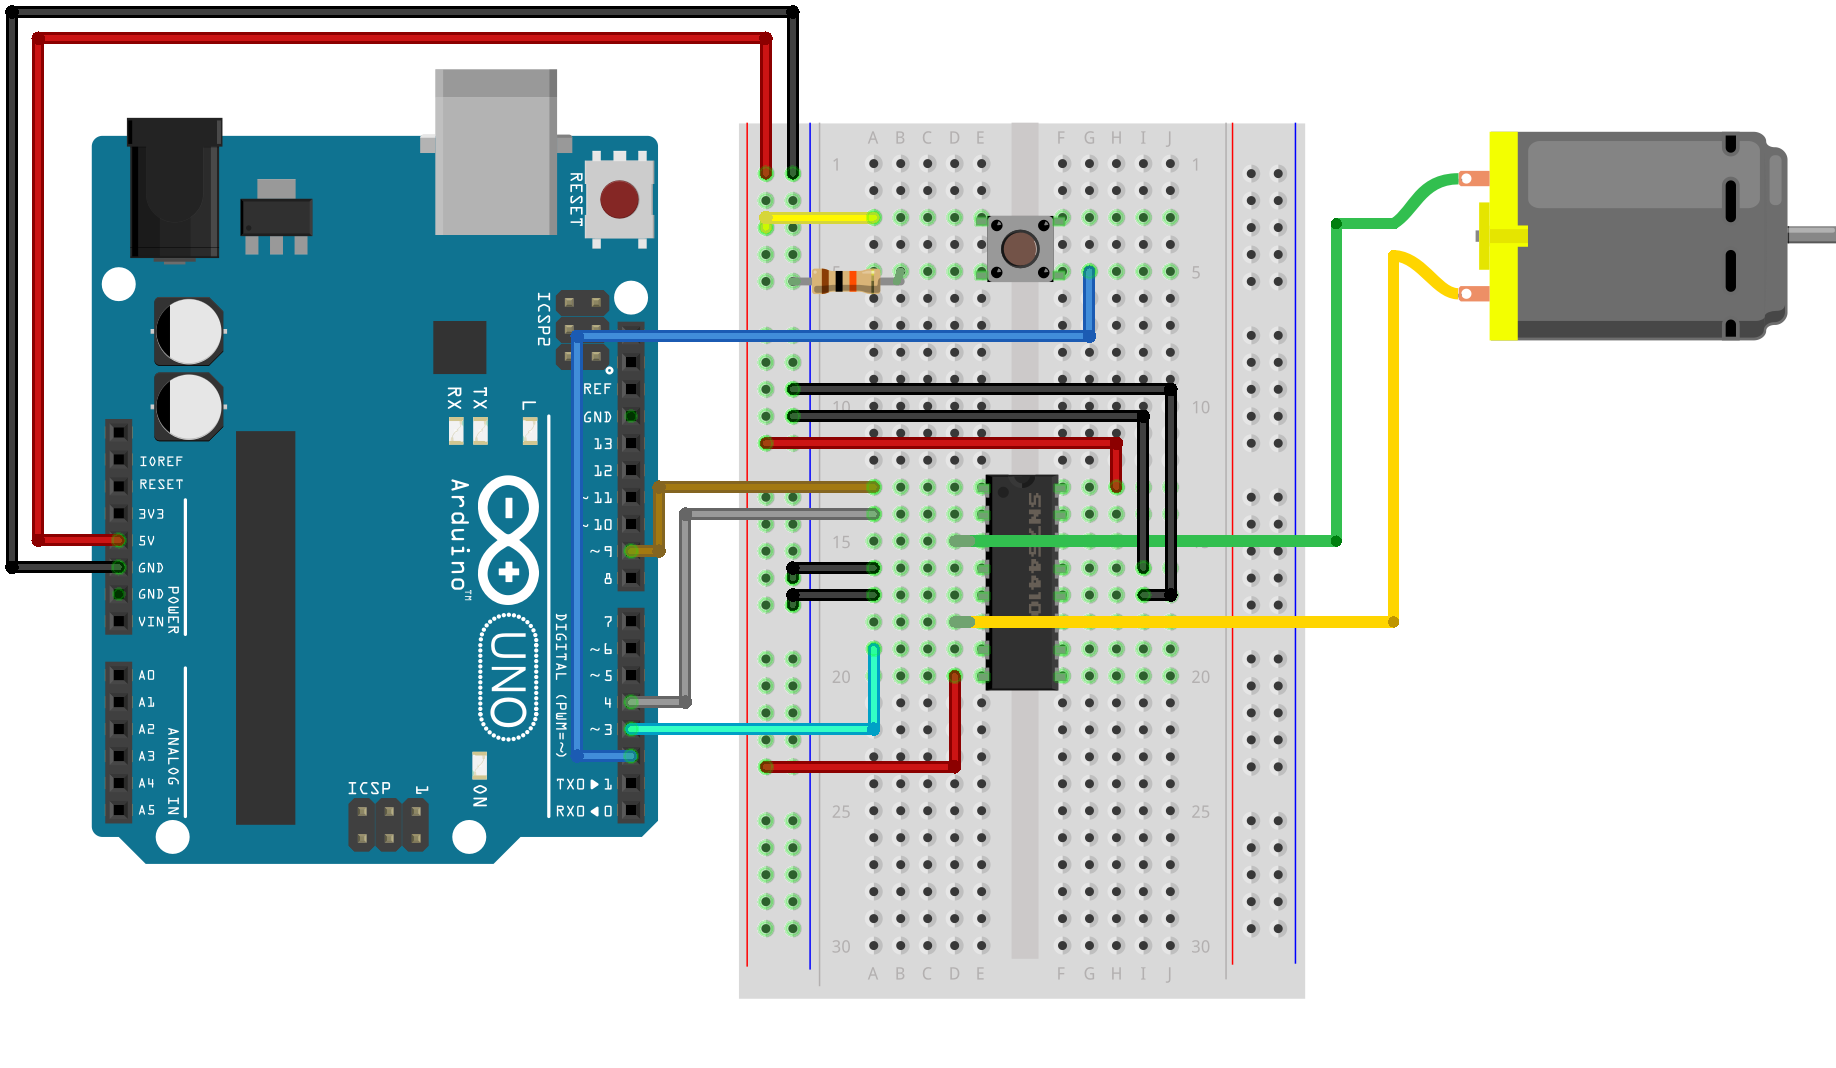 A B C D E
F G H I J
1
1
5
5
10
10
15
15
20
20
25
25
30
30
A B C D E
F G H I J
RESET
ICSP2
REF
GND
13
12
~11
~10
~9
8
7
~6
~5
4
~3
TX0▶1
RX0◀0
L
TX
RX
Arduino™
UNO
DIGITAL (PWM=~)
IOREF
RESET
3V3
5V
GND
GND
VIN
POWER
A0
A1
A2
A3
A4
A5
ANALOG IN
ICSP
1
ON
SN754410